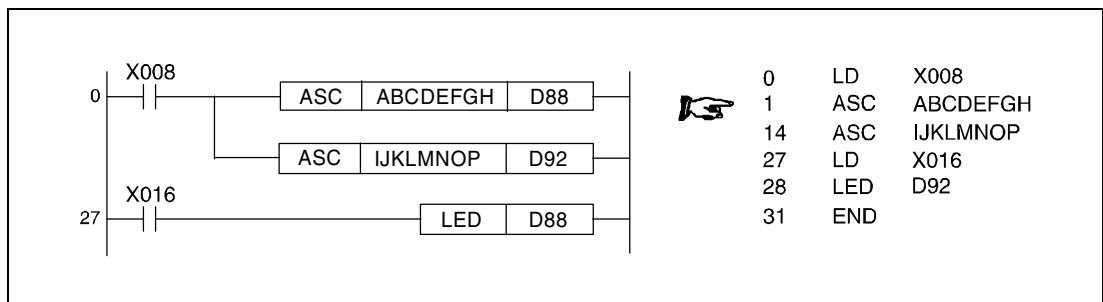 X008
0 ASC ABCDEFGH D88
ASC IJKLMNOP D92
X016
27 LED D88
0 LD X008
1 ASC ABCDEFGH
14 ASC IJKLMNOP
27 LD X016
28 LED D92
31 END